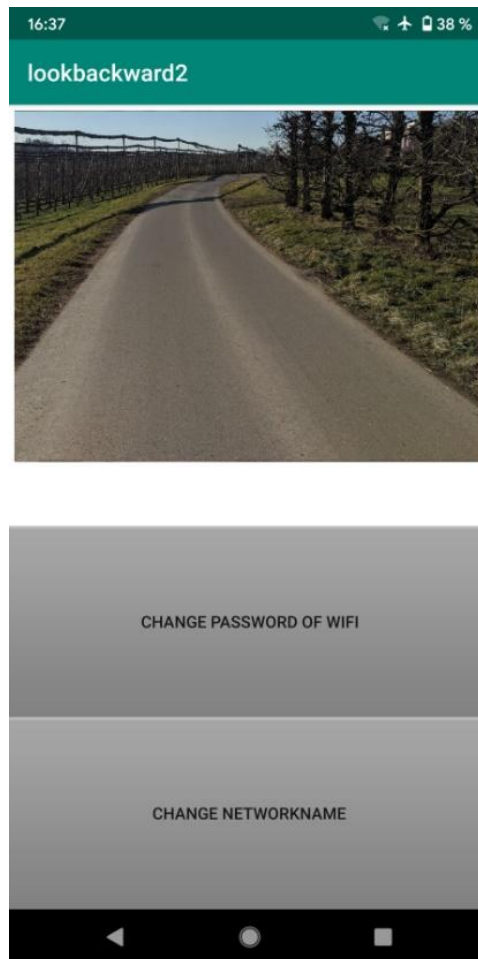 16:37
38 %
lookbackward2
CHANGE PASSWORD OF WIFI
CHANGE NETWORKNAME